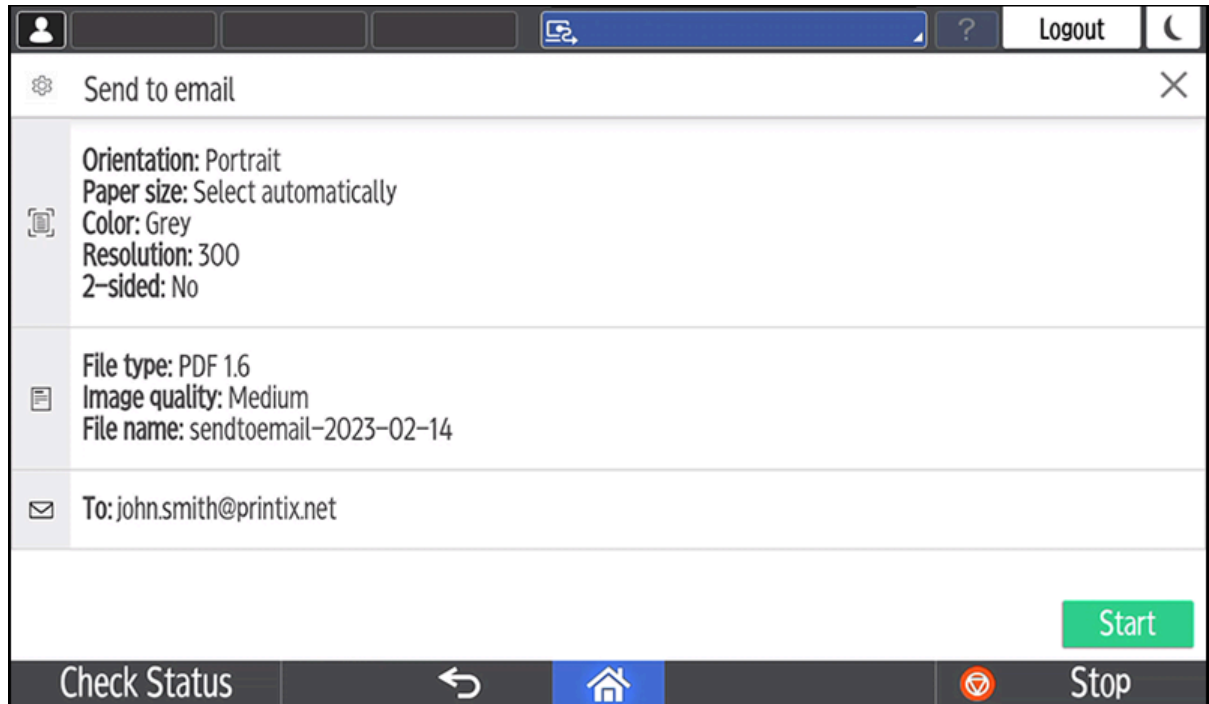 ? Logout
Send to email
Orientation: Portrait
Paper size: Select automatically
Color: Grey
Resolution: 300
2-sided: No
File type: PDF 1.6
Image quality: Medium
File name: sendtoemail-2023-02-14
To: john.smith@printix.net
Start
Check Status Stop